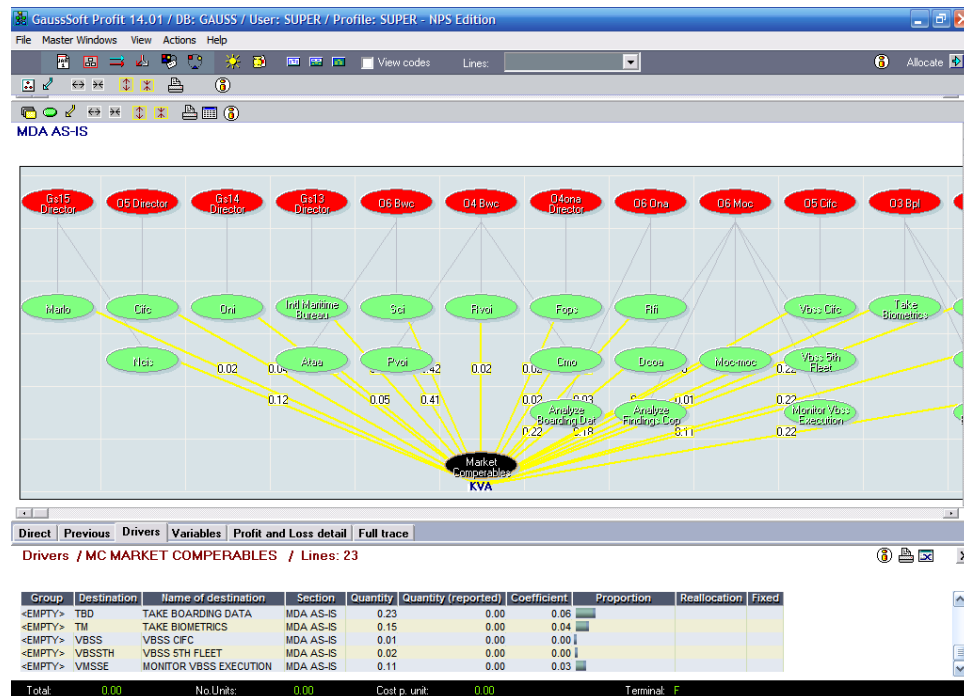 GaussSoft Profit 14.01 / DB: GAUSS / User: SUPER / Profile: SUPER - NPS Edition
File Master Windows View Actions Help
View codes Lines: Allocate
MDA AS-IS
Gs15 Director
O5 Director
Gs14 Director
Gs13 Director
O6 Bwc
O4 Bwc
O4ona Director
O6 Ona
O6 Moc
O5 Cifc
O3 Bpl
Marlo
Cifc
Oni
Intl Maritime Bureau
Sci
Rvoi
Fops
Rfi
Vbss Cifc
Take Biometrics
Ncis
0.02
Ataa
Pvoi
0.02
Cmo
Dcoa
Moc-moc
Vbss 5th Fleet
0.12
0.05
0.41
0.02
0.03
0.22
Analyze Boarding Dat
Analyze Findings Cop
Monitor Vbss Execution
0.22
0.11
0.22
Market Comperables
KVA
Direct Previous Drivers Variables Profit and Loss detail Full trace
Drivers / MC MARKET COMPERABLES / Lines: 23
Group Destination Name of destination Section Quantity Quantity (reported) Coefficient Proportion Reallocation Fixed
<EMPTY> TBD TAKE BOARDING DATA MDA AS-IS 0.23 0.00 0.06
<EMPTY> TM TAKE BIOMETRICS MDA AS-IS 0.15 0.00 0.04
<EMPTY> VBSS VBSS CIFC MDA AS-IS 0.01 0.00 0.00
<EMPTY> VBSSTH VBSS 5TH FLEET MDA AS-IS 0.02 0.00 0.00
<EMPTY> VMSSE MONITOR VBSS EXECUTION MDA AS-IS 0.11 0.00 0.03
Total: 0.00 No.Units: 0.00 Cost p. unit: 0.00 Terminal: F